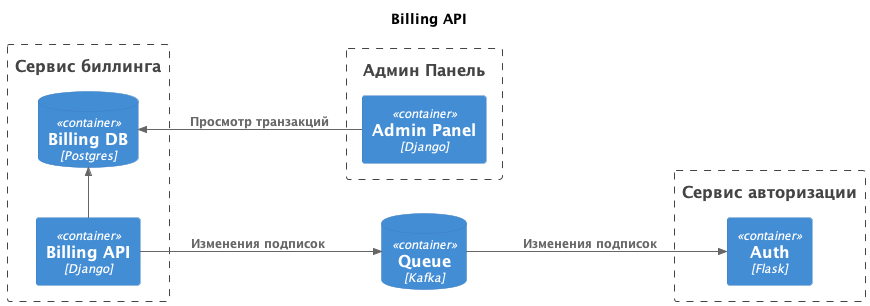 Billing API
Сервис биллинга
«container»
Billing DB
[Postgres]
Просмотр транзакций
Админ Панель
«container»
Admin Panel
[Django]
«container»
Billing API
[Django]
Изменения подписок
«container»
Queue
[Kafka]
Изменения подписок
Сервис авторизации
«container»
Auth
[Flask]